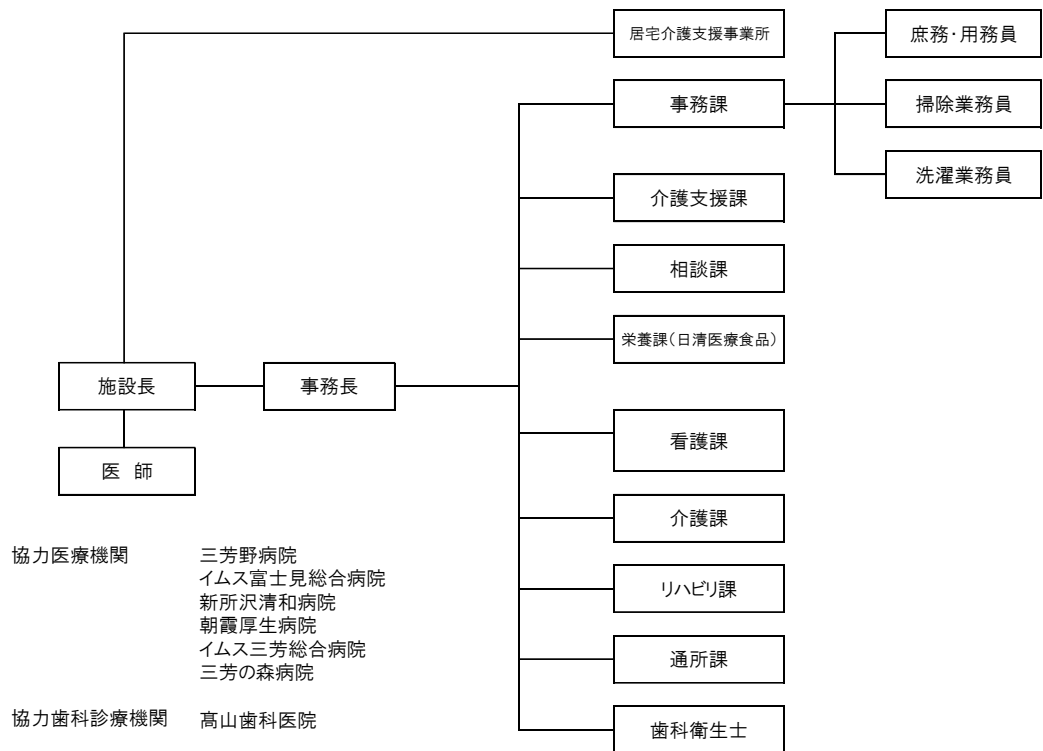 居宅介護支援事業所
庶務・用務員
事務課
掃除業務員
洗濯業務員
介護支援課
相談課
栄養課(日清医療食品)
施設長
事務長
看護課
医 師
介護課
協力医療機関 三芳野病院
イムス富士見総合病院
新所沢清和病院
朝霞厚生病院
イムス三芳総合病院
三芳の森病院
リハビリ課
通所課
協力歯科診療機関 髙山歯科医院
歯科衛生士